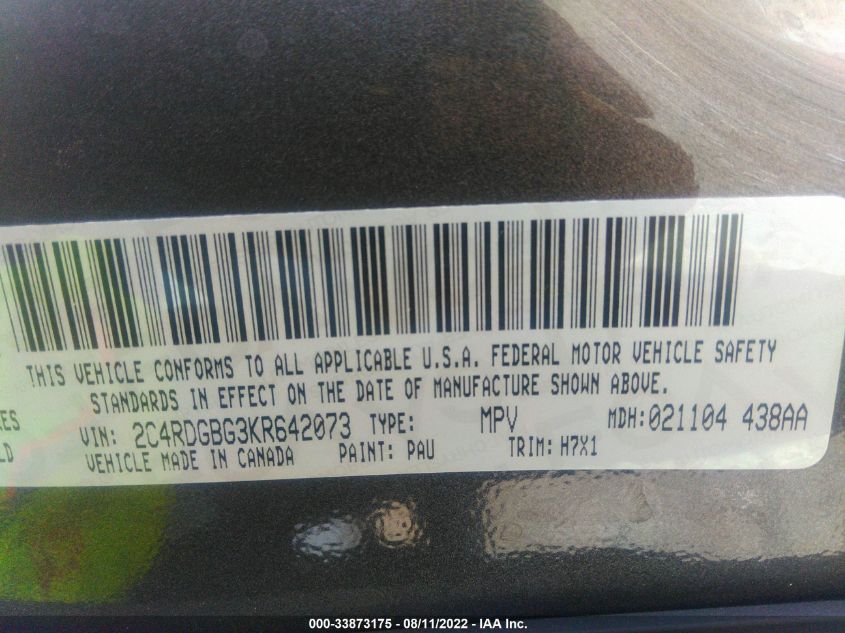 THIS VEHICLE CONFORMS TO ALL APPLICABLE U.S.A. FEDERAL MOTOR VEHICLE SAFETY
STANDARDS IN EFFECT ON THE DATE OF MANUFACTURE SHOWN ABOVE.
VIN: 2C4RDGBG3KR642073 TYPE: MPV MDH:021104 438AA
VEHICLE MADE IN CANADA PAINT: PAU TRIM: H7X1
000-33873175 - 08/11/2022 - IAA Inc.